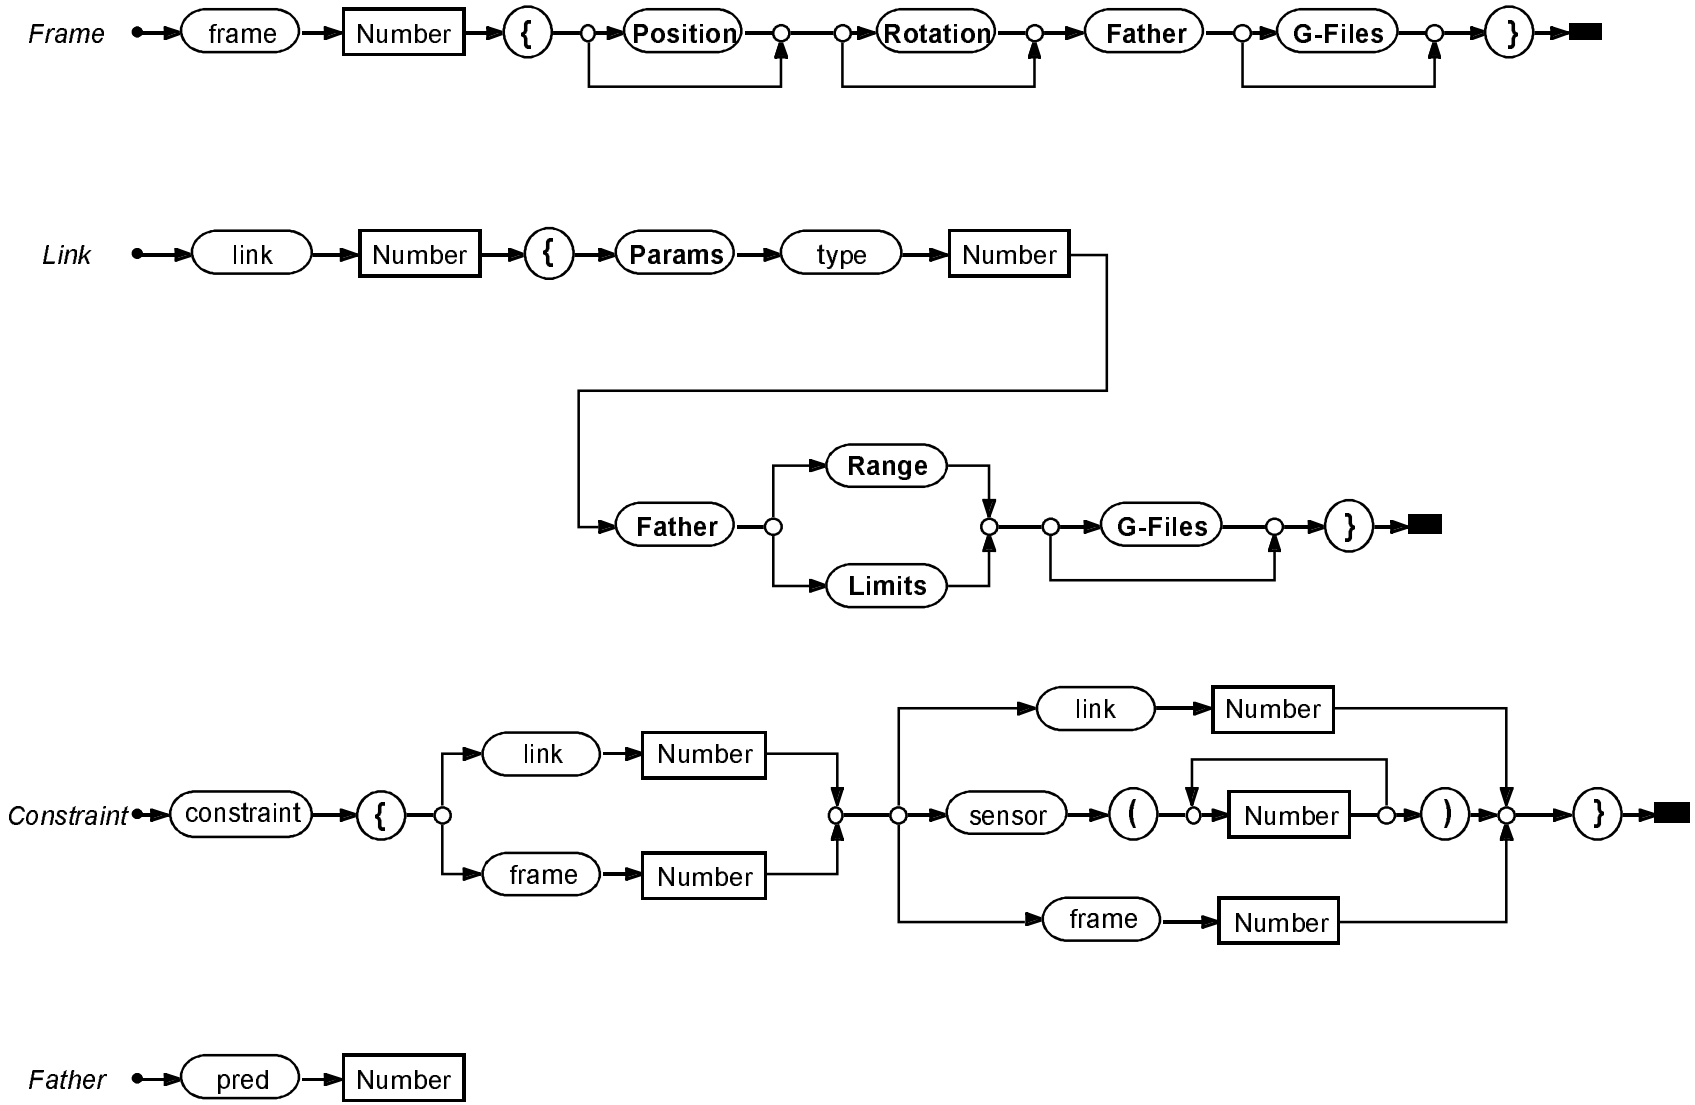 Frame frame Number { Position Rotation Father G-Files }
Link link Number { Params type Number
Range
Father G-Files }
Limits
link Number
link Number
Constraint constraint { sensor ( Number ) }
frame Number
frame Number
Father pred Number